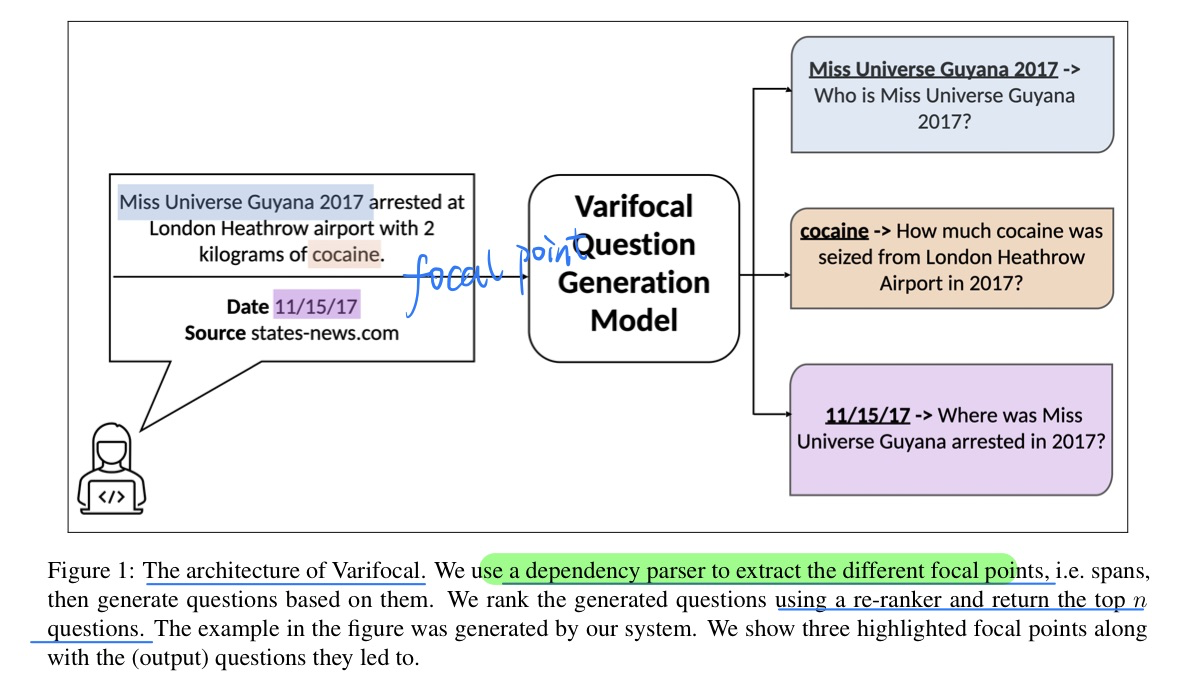 Miss Universe Guyana 2017 arrested at
London Heathrow airport with 2
kilograms of cocaine.
Date 11/15/17
Source states-news.com
</>
focal point
Varifocal
Question
Generation
Model
Miss Universe Guyana 2017 ->
Who is Miss Universe Guyana
2017?
cocaine -> How much cocaine was
seized from London Heathrow
Airport in 2017?
11/15/17 -> Where was Miss
Universe Guyana arrested in 2017?
Figure 1: The architecture of Varifocal. We use a dependency parser to extract the different focal points, i.e. spans,
then generate questions based on them. We rank the generated questions using a re-ranker and return the top n
questions. The example in the figure was generated by our system. We show three highlighted focal points along
with the (output) questions they led to.